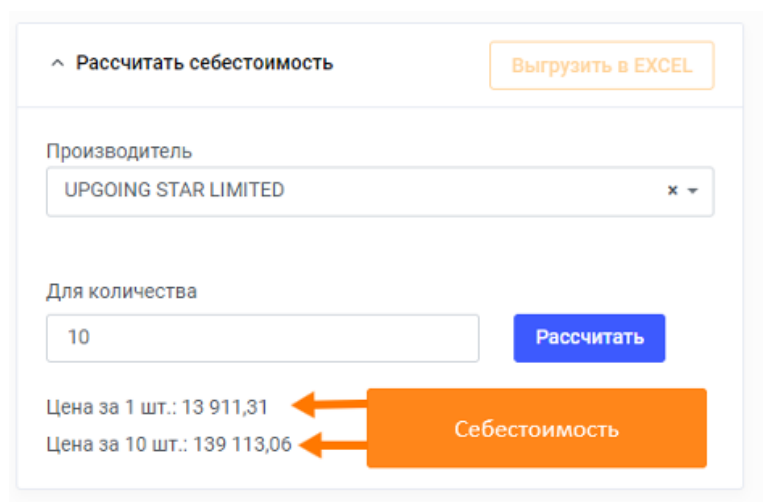 Рассчитать себестоимость
Выгрузить в EXCEL
Производитель
UPGOING STAR LIMITED
Для количества
10
Рассчитать
Цена за 1 шт.: 13 911,31
Цена за 10 шт.: 139 113,06
Себестоимость